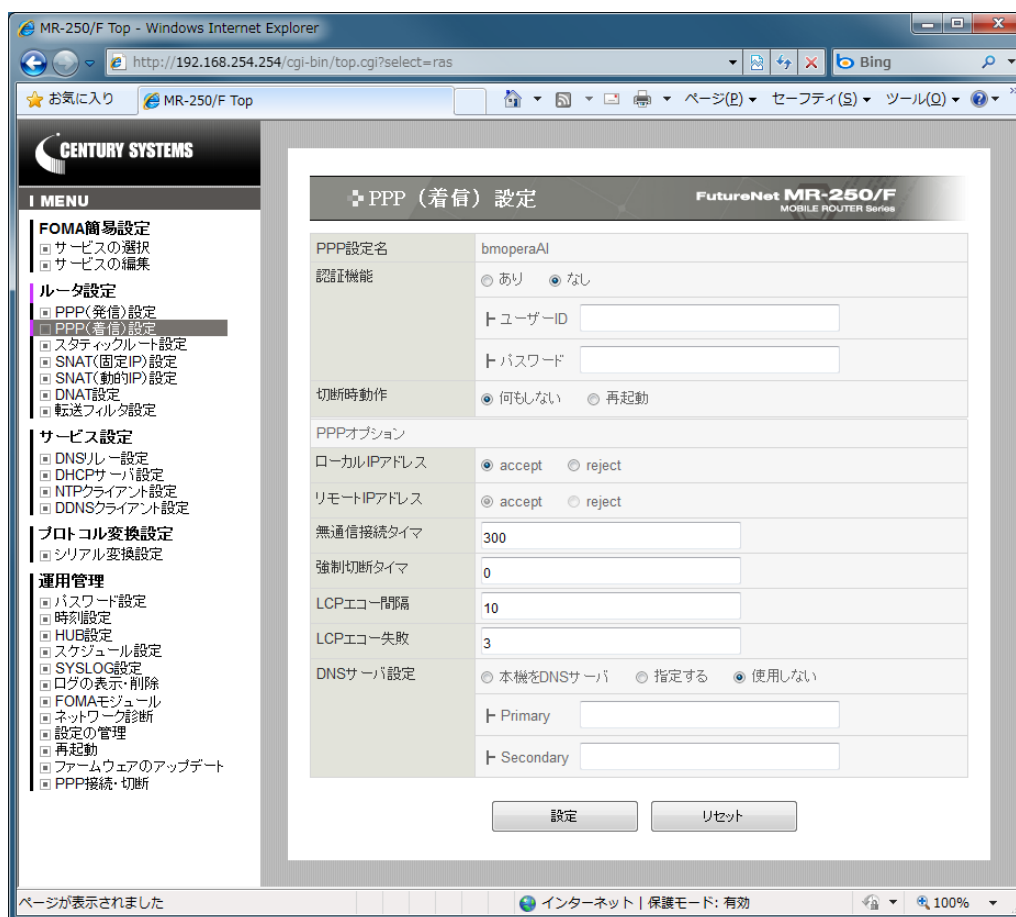 MR-250/F Top - Windows Internet Explorer
http://192.168.254.254/cgi-bin/top.cgi?select=ras
Bing
お気に入り
MR-250/F Top
ページ(P)
セーフティ(S)
ツール(O)
CENTURY SYSTEMS
MENU
FOMA簡易設定
サービスの選択
サービスの編集
ルータ設定
PPP(発信)設定
PPP(着信)設定
スタティックルート設定
SNAT(固定IP)設定
SNAT(動的IP)設定
DNAT設定
転送フィルタ設定
サービス設定
DNSリレー設定
DHCPサーバ設定
NTPクライアント設定
DDNSクライアント設定
プロトコル変換設定
シリアル変換設定
運用管理
パスワード設定
時刻設定
HUB設定
スケジュール設定
SYSLOG設定
ログの表示・削除
FOMAモジュール
ネットワーク診断
設定の管理
再起動
ファームウェアのアップデート
PPP接続・切断
PPP（着信）設定
FutureNet MR-250/F
MOBILE ROUTER Series
PPP設定名 bmoperaAI
認証機能 あり なし
┣ ユーザーID
┣ パスワード
切断時動作 何もしない 再起動
PPPオプション
ローカルIPアドレス accept reject
リモートIPアドレス accept reject
無通信接続タイマ 300
強制切断タイマ 0
LCPエコー間隔 10
LCPエコー失敗 3
DNSサーバ設定 本機をDNSサーバ 指定する 使用しない
┣ Primary
┣ Secondary
設定 リセット
ページが表示されました
インターネット | 保護モード: 有効
100%